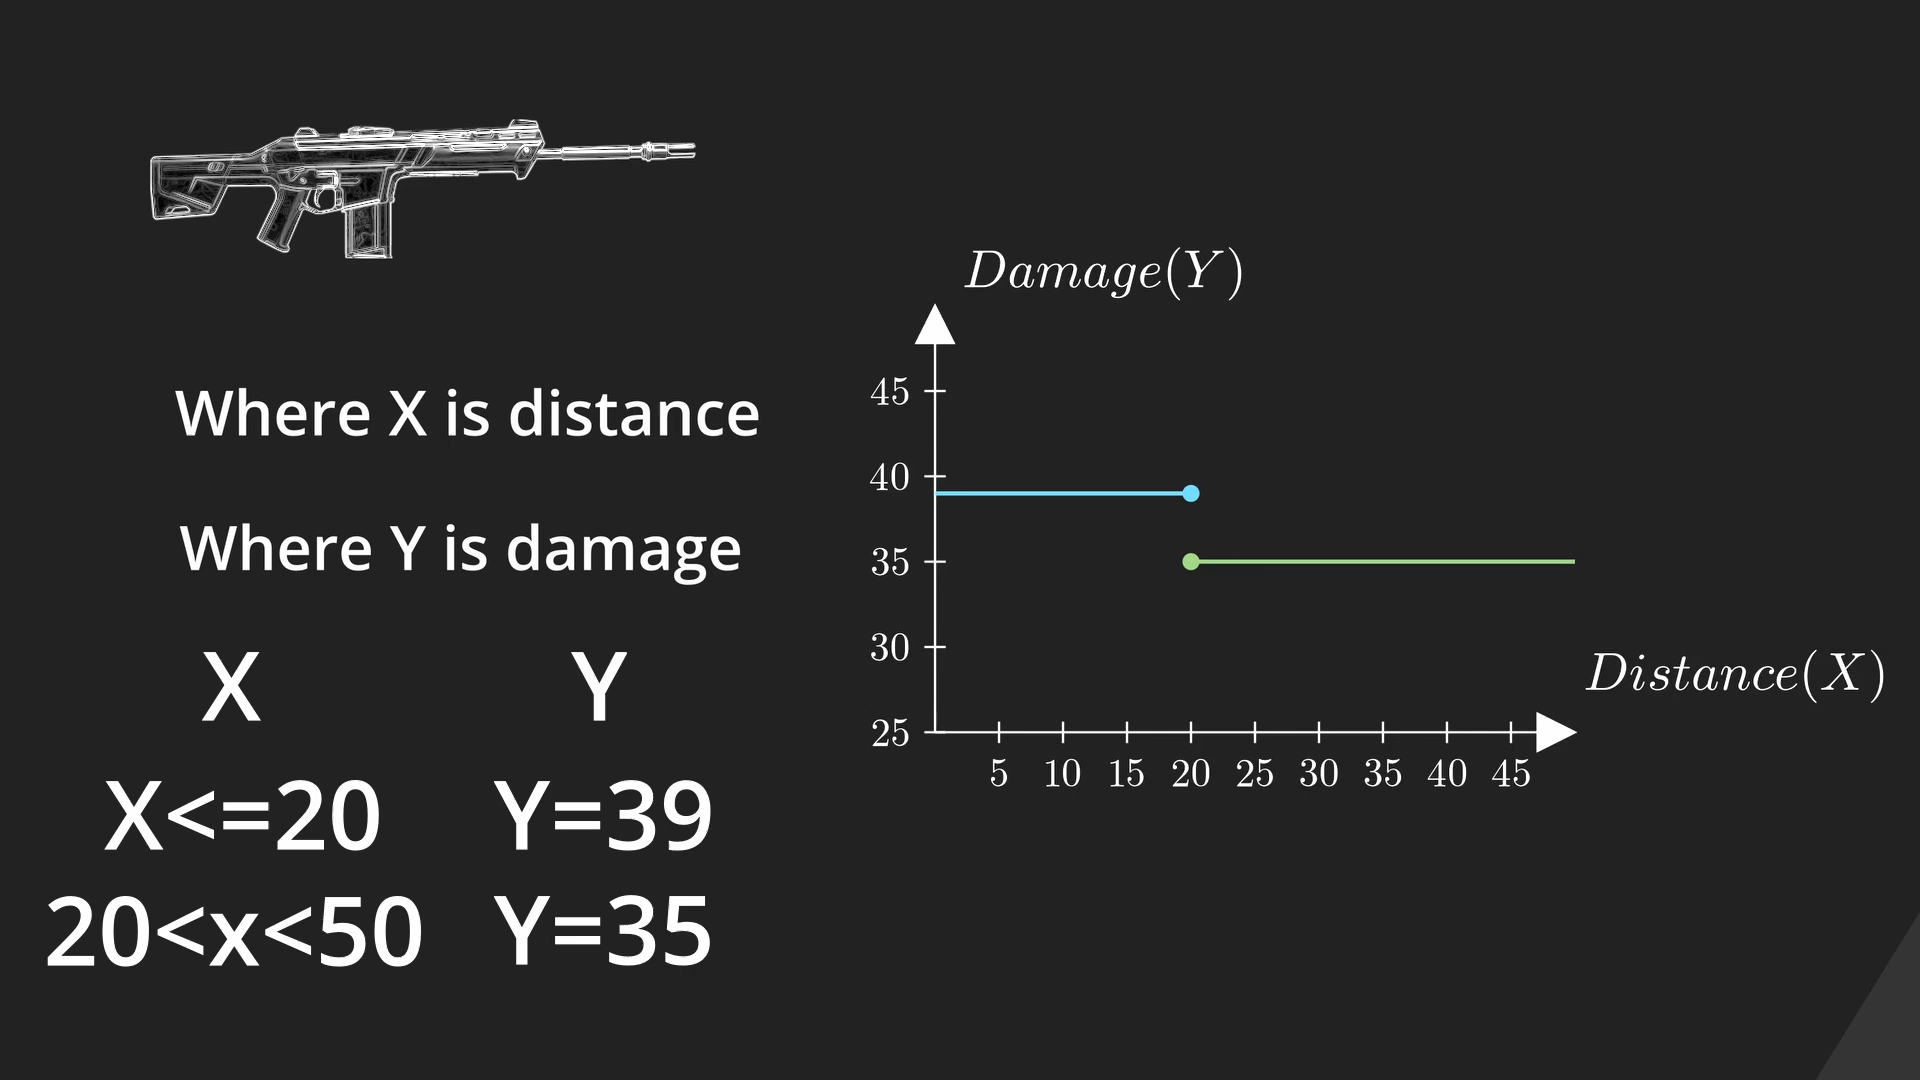 Where X is distance
Where Y is damage
X Y
X<=20 Y=39
20<x<50 Y=35
Damage(Y)
45
40
35
30
25
5 10 15 20 25 30 35 40 45
Distance(X)